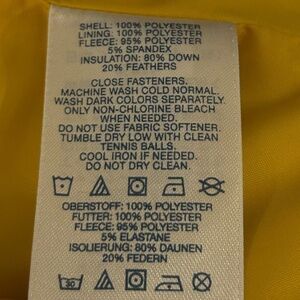 SHELL: 100% POLYESTER
LINING: 100% POLYESTER
FLEECE: 95% POLYESTER
5% SPANDEX
INSULATION: 80% DOWN
20% FEATHERS
CLOSE FASTENERS.
MACHINE WASH COLD NORMAL.
WASH DARK COLORS SEPARATELY.
ONLY NON-CHLORINE BLEACH
WHEN NEEDED.
DO NOT USE FABRIC SOFTENER.
TUMBLE DRY LOW WITH CLEAN
TENNIS BALLS.
COOL IRON IF NEEDED.
DO NOT DRY CLEAN.
OBERSTOFF: 100% POLYESTER
FUTTER: 100% POLYESTER
FLEECE: 95% POLYESTER
5% ELASTANE
ISOLIERUNG: 80% DAUNEN
20% FEDERN
30